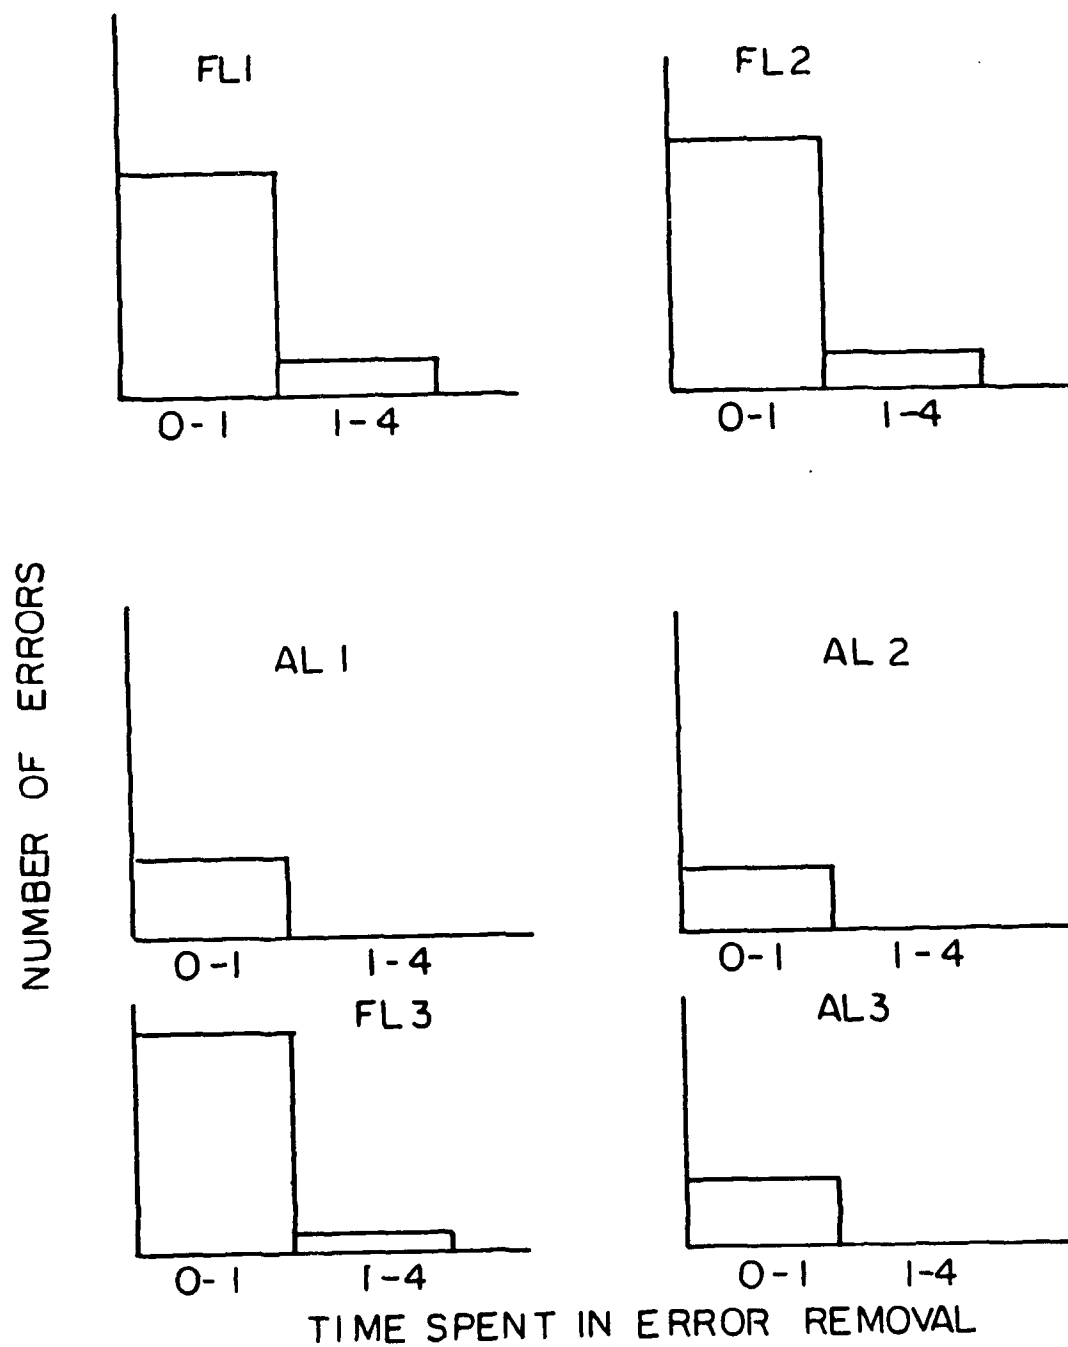 FL1
FL2
0-1 1-4
0-1 1-4
NUMBER OF ERRORS
AL 1
AL 2
0-1 1-4
0-1 1-4
FL3
AL3
0-1 1-4
0-1 1-4
TIME SPENT IN ERROR REMOVAL